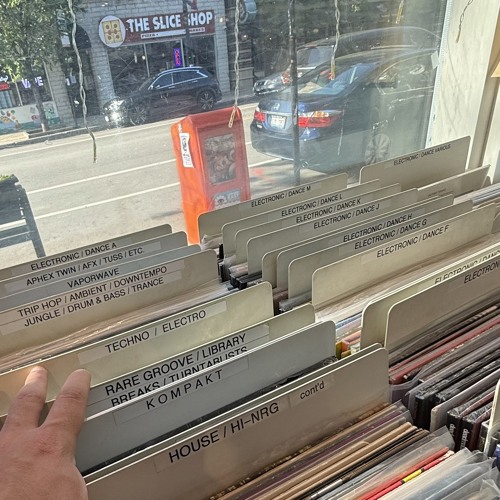 THE SLICE SHOP
PIZZA
ELECTRONIC / DANCE VARIOUS
ELECTRONIC / DANCE M
ELECTRONIC / DANCE L
ELECTRONIC / DANCE K
ELECTRONIC / DANCE J
ELECTRONIC / DANCE H
ELECTRONIC / DANCE G
ELECTRONIC / DANCE F
ELECTRONIC / DANCE A
APHEX TWIN / AFX / TUSS / ETC.
VAPORWAVE
TRIP HOP / AMBIENT / DOWNTEMPO
JUNGLE / DRUM & BASS / TRANCE
TECHNO / ELECTRO
RARE GROOVE / LIBRARY
BREAKS / TURNTABLISTS
KOMPAKT
HOUSE / HI-NRG cont'd